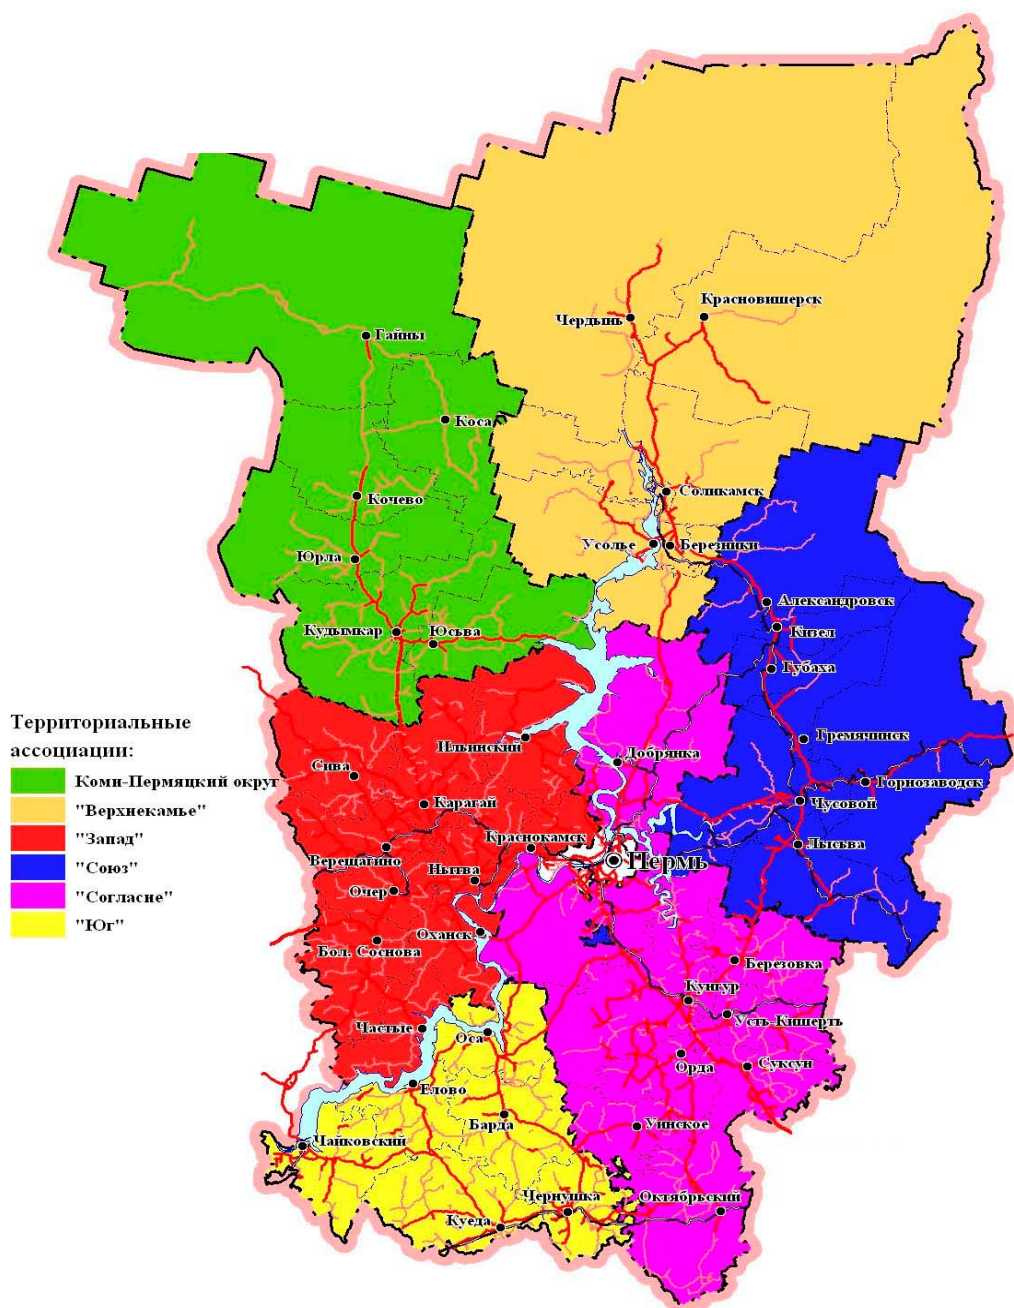 Красновишерск
Чердынь
Гайны
Коса
Соликамск
Кочево
Усолье
Березники
Юрла
Александровск
Кизел
Кудымкар
Юсьва
Губаха
Территориальные
ассоциации:
Коми-Пермяцкий округ
"Верхнекамье"
"Запад"
"Союз"
"Согласие"
"Юг"
Ильинский
Гремячинск
Добрянка
Сива
Горнозаводск
Карагай
Чусовой
Краснокамск
Лысьва
Верещагино
Пермь
Нытва
Очер
Оханск
Бол. Соснова
Березовка
Кунгур
Усть-Кишерть
Частые
Оса
Орда
Суксун
Елово
Барда
Уинское
Чайковский
Чернушка
Октябрьский
Куеда